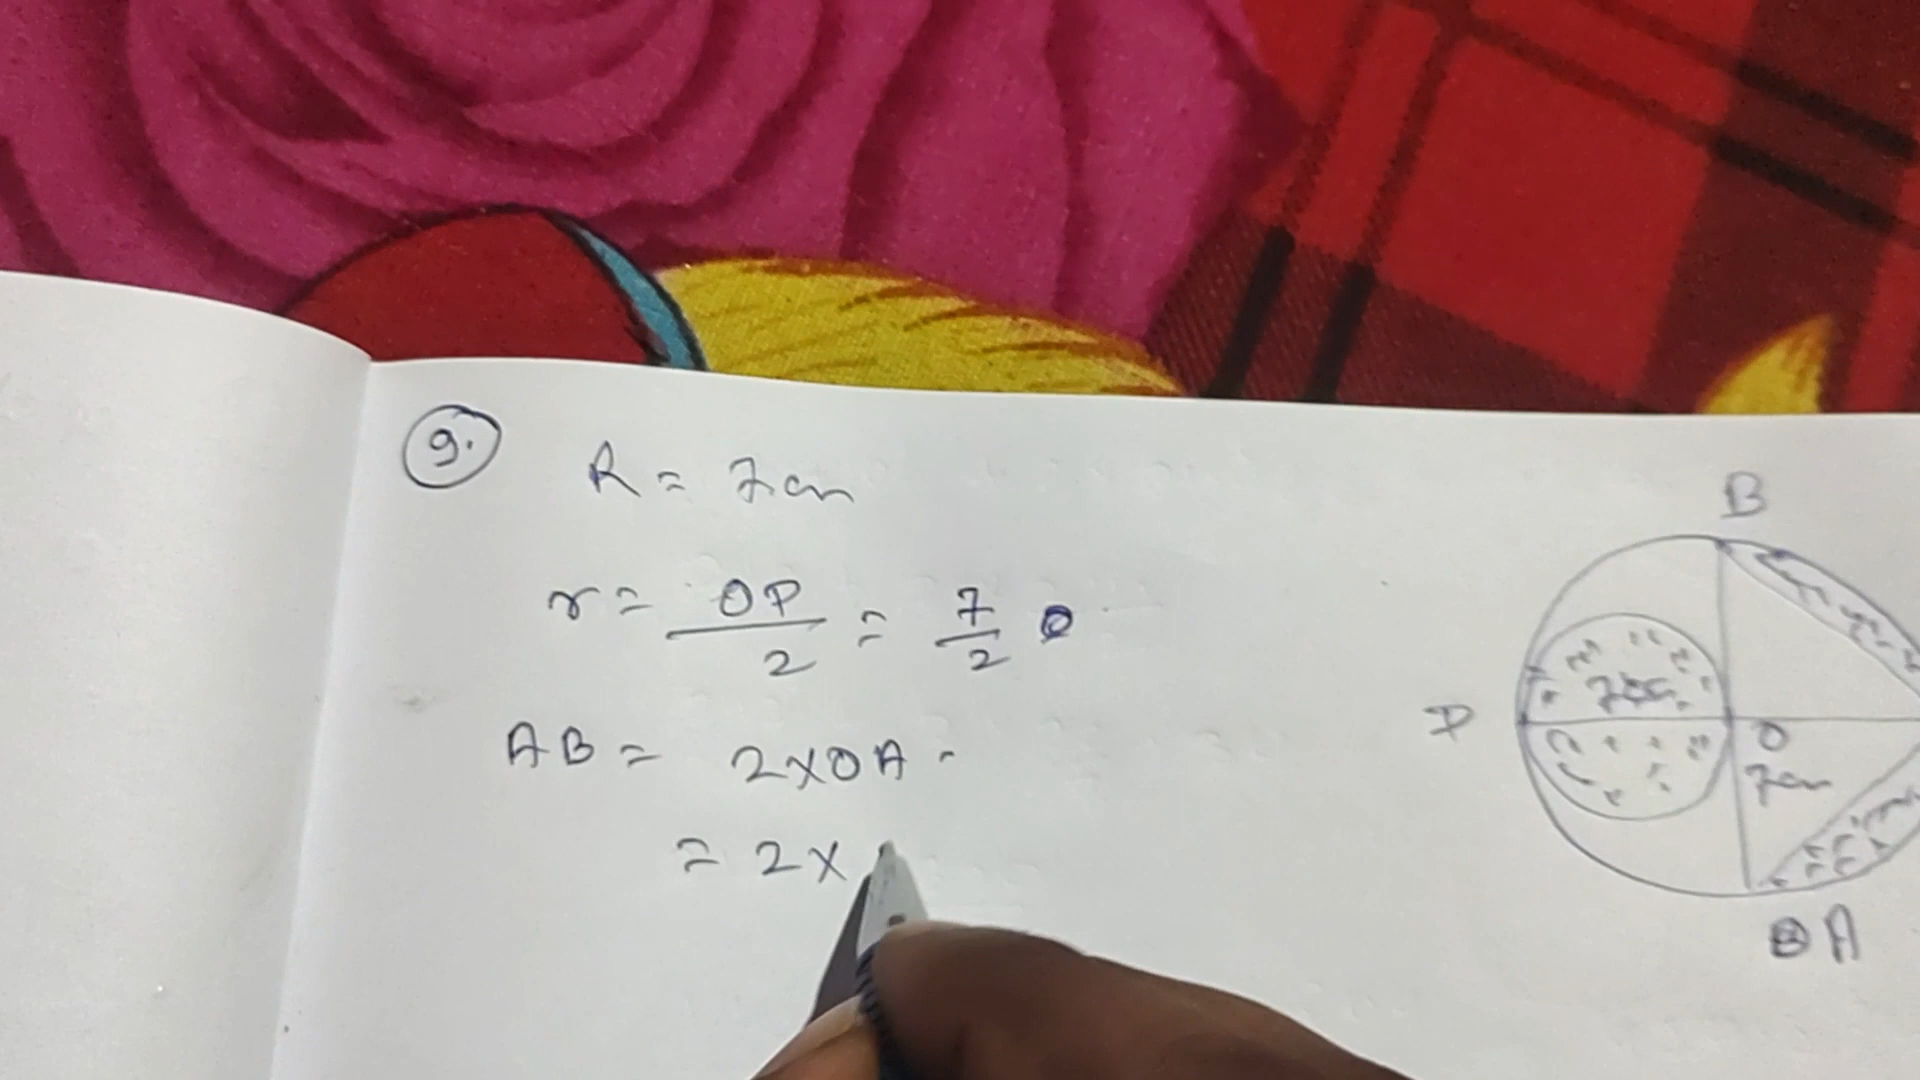 9.
R = 7cm
r = OP/2 = 7/2
AB = 2×OA
= 2×
B
P
O
7cm
A